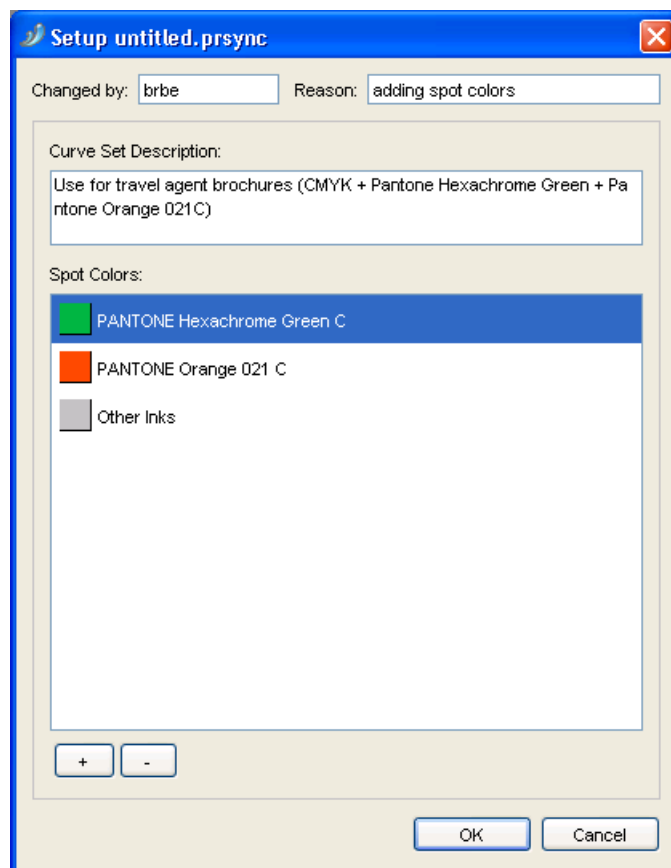 Setup untitled.prsync
Changed by: brbe Reason: adding spot colors
Curve Set Description:
Use for travel agent brochures (CMYK + Pantone Hexachrome Green + Pa
ntone Orange 021C)
Spot Colors:
PANTONE Hexachrome Green C
PANTONE Orange 021 C
Other Inks
+ -
OK Cancel